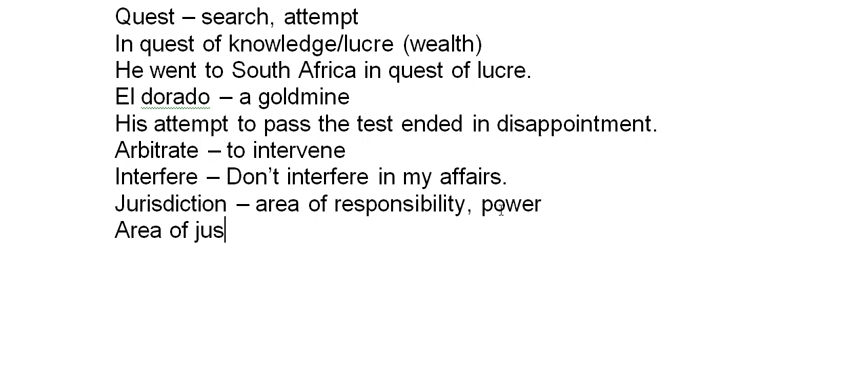 Quest – search, attempt
In quest of knowledge/lucre (wealth)
He went to South Africa in quest of lucre.
El dorado – a goldmine
His attempt to pass the test ended in disappointment.
Arbitrate – to intervene
Interfere – Don’t interfere in my affairs.
Jurisdiction – area of responsibility, power
Area of jus